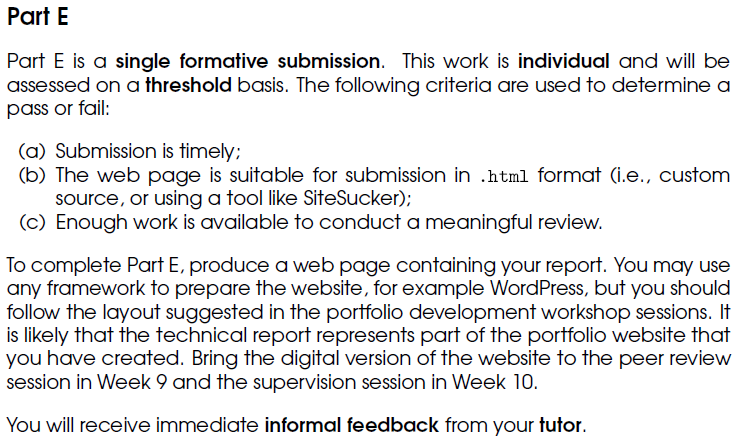 Part E
Part E is a single formative submission. This work is individual and will be
assessed on a threshold basis. The following criteria are used to determine a
pass or fail:
(a) Submission is timely;
(b) The web page is suitable for submission in .html format (i.e., custom
source, or using a tool like SiteSucker);
(c) Enough work is available to conduct a meaningful review.
To complete Part E, produce a web page containing your report. You may use
any framework to prepare the website, for example WordPress, but you should
follow the layout suggested in the portfolio development workshop sessions. It
is likely that the technical report represents part of the portfolio website that
you have created. Bring the digital version of the website to the peer review
session in Week 9 and the supervision session in Week 10.
You will receive immediate informal feedback from your tutor.